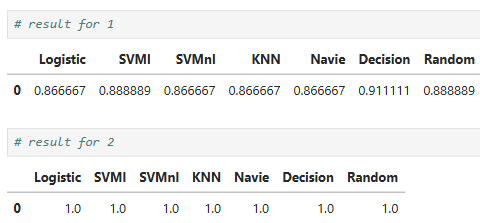 # result for 1
Logistic SVMl SVMnl KNN Navie Decision Random
0 0.866667 0.888889 0.866667 0.866667 0.866667 0.911111 0.888889
# result for 2
Logistic SVMl SVMnl KNN Navie Decision Random
0 1.0 1.0 1.0 1.0 1.0 1.0 1.0